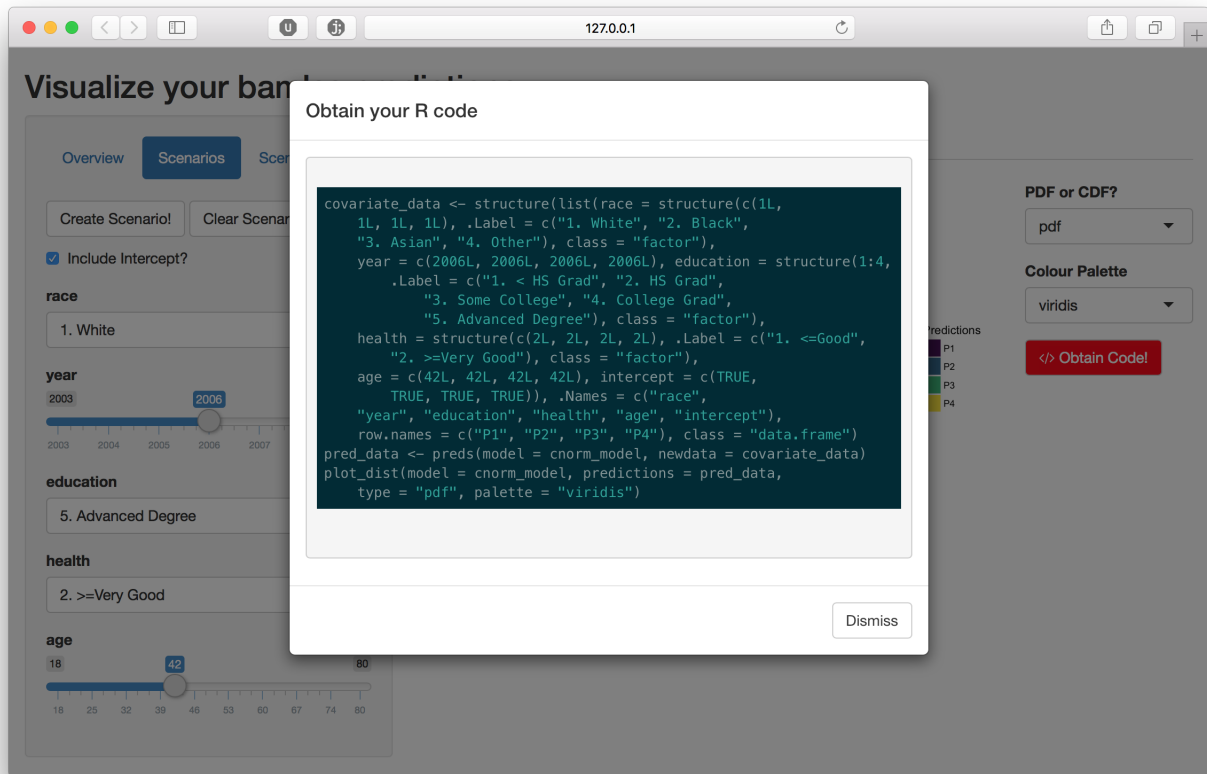 127.0.0.1
Visualize your
Obtain your R code
Overview
Scenarios
Create Scenario!
Include Intercept?
race
1. White
year
2003
2006
2003 2004 2005 2006 2007
education
5. Advanced Degree
health
2. >=Very Good
age
18
42
80
18 25 32 39 46 53 60 67 74 80
covariate_data <- structure(list(race = structure(c(1L,
1L, 1L, 1L), .Label = c("1. White", "2. Black",
"3. Asian", "4. Other"), class = "factor"),
year = c(2006L, 2006L, 2006L, 2006L), education = structure(1:4,
.Label = c("1. < HS Grad", "2. HS Grad",
"3. Some College", "4. College Grad",
"5. Advanced Degree"), class = "factor"),
health = structure(c(2L, 2L, 2L, 2L), .Label = c("1. <=Good",
"2. >=Very Good"), class = "factor"),
age = c(42L, 42L, 42L, 42L), intercept = c(TRUE,
TRUE, TRUE, TRUE)), .Names = c("race",
"year", "education", "health", "age", "intercept"),
row.names = c("P1", "P2", "P3", "P4"), class = "data.frame")
pred_data <- preds(model = cnorm_model, newdata = covariate_data)
plot_dist(model = cnorm_model, predictions = pred_data,
type = "pdf", palette = "viridis")
Dismiss
PDF or CDF?
pdf
Colour Palette
viridis
</> Obtain Code!
Predictions
P1
P2
P3
P4